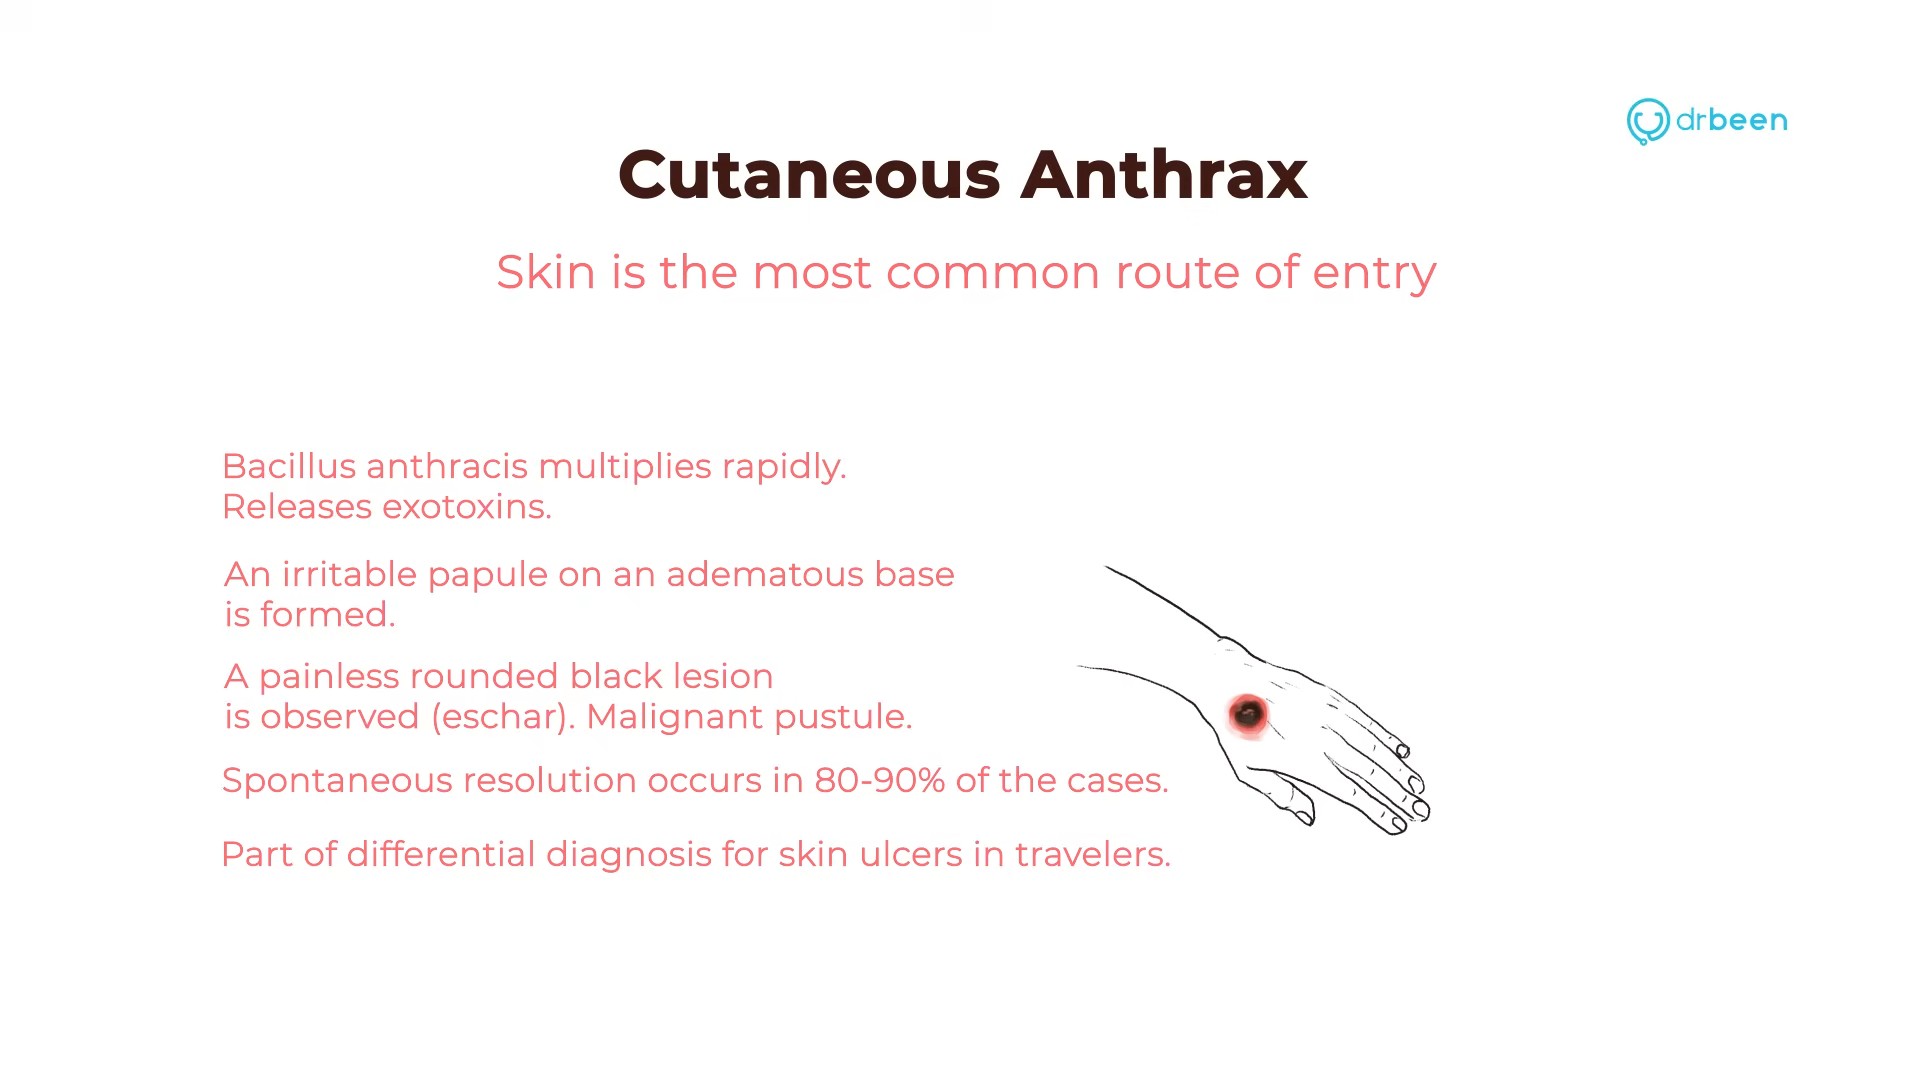 drbeen
Cutaneous Anthrax
Skin is the most common route of entry
Bacillus anthracis multiplies rapidly.
Releases exotoxins.
An irritable papule on an adematous base
is formed.
A painless rounded black lesion
is observed (eschar). Malignant pustule.
Spontaneous resolution occurs in 80-90% of the cases.
Part of differential diagnosis for skin ulcers in travelers.